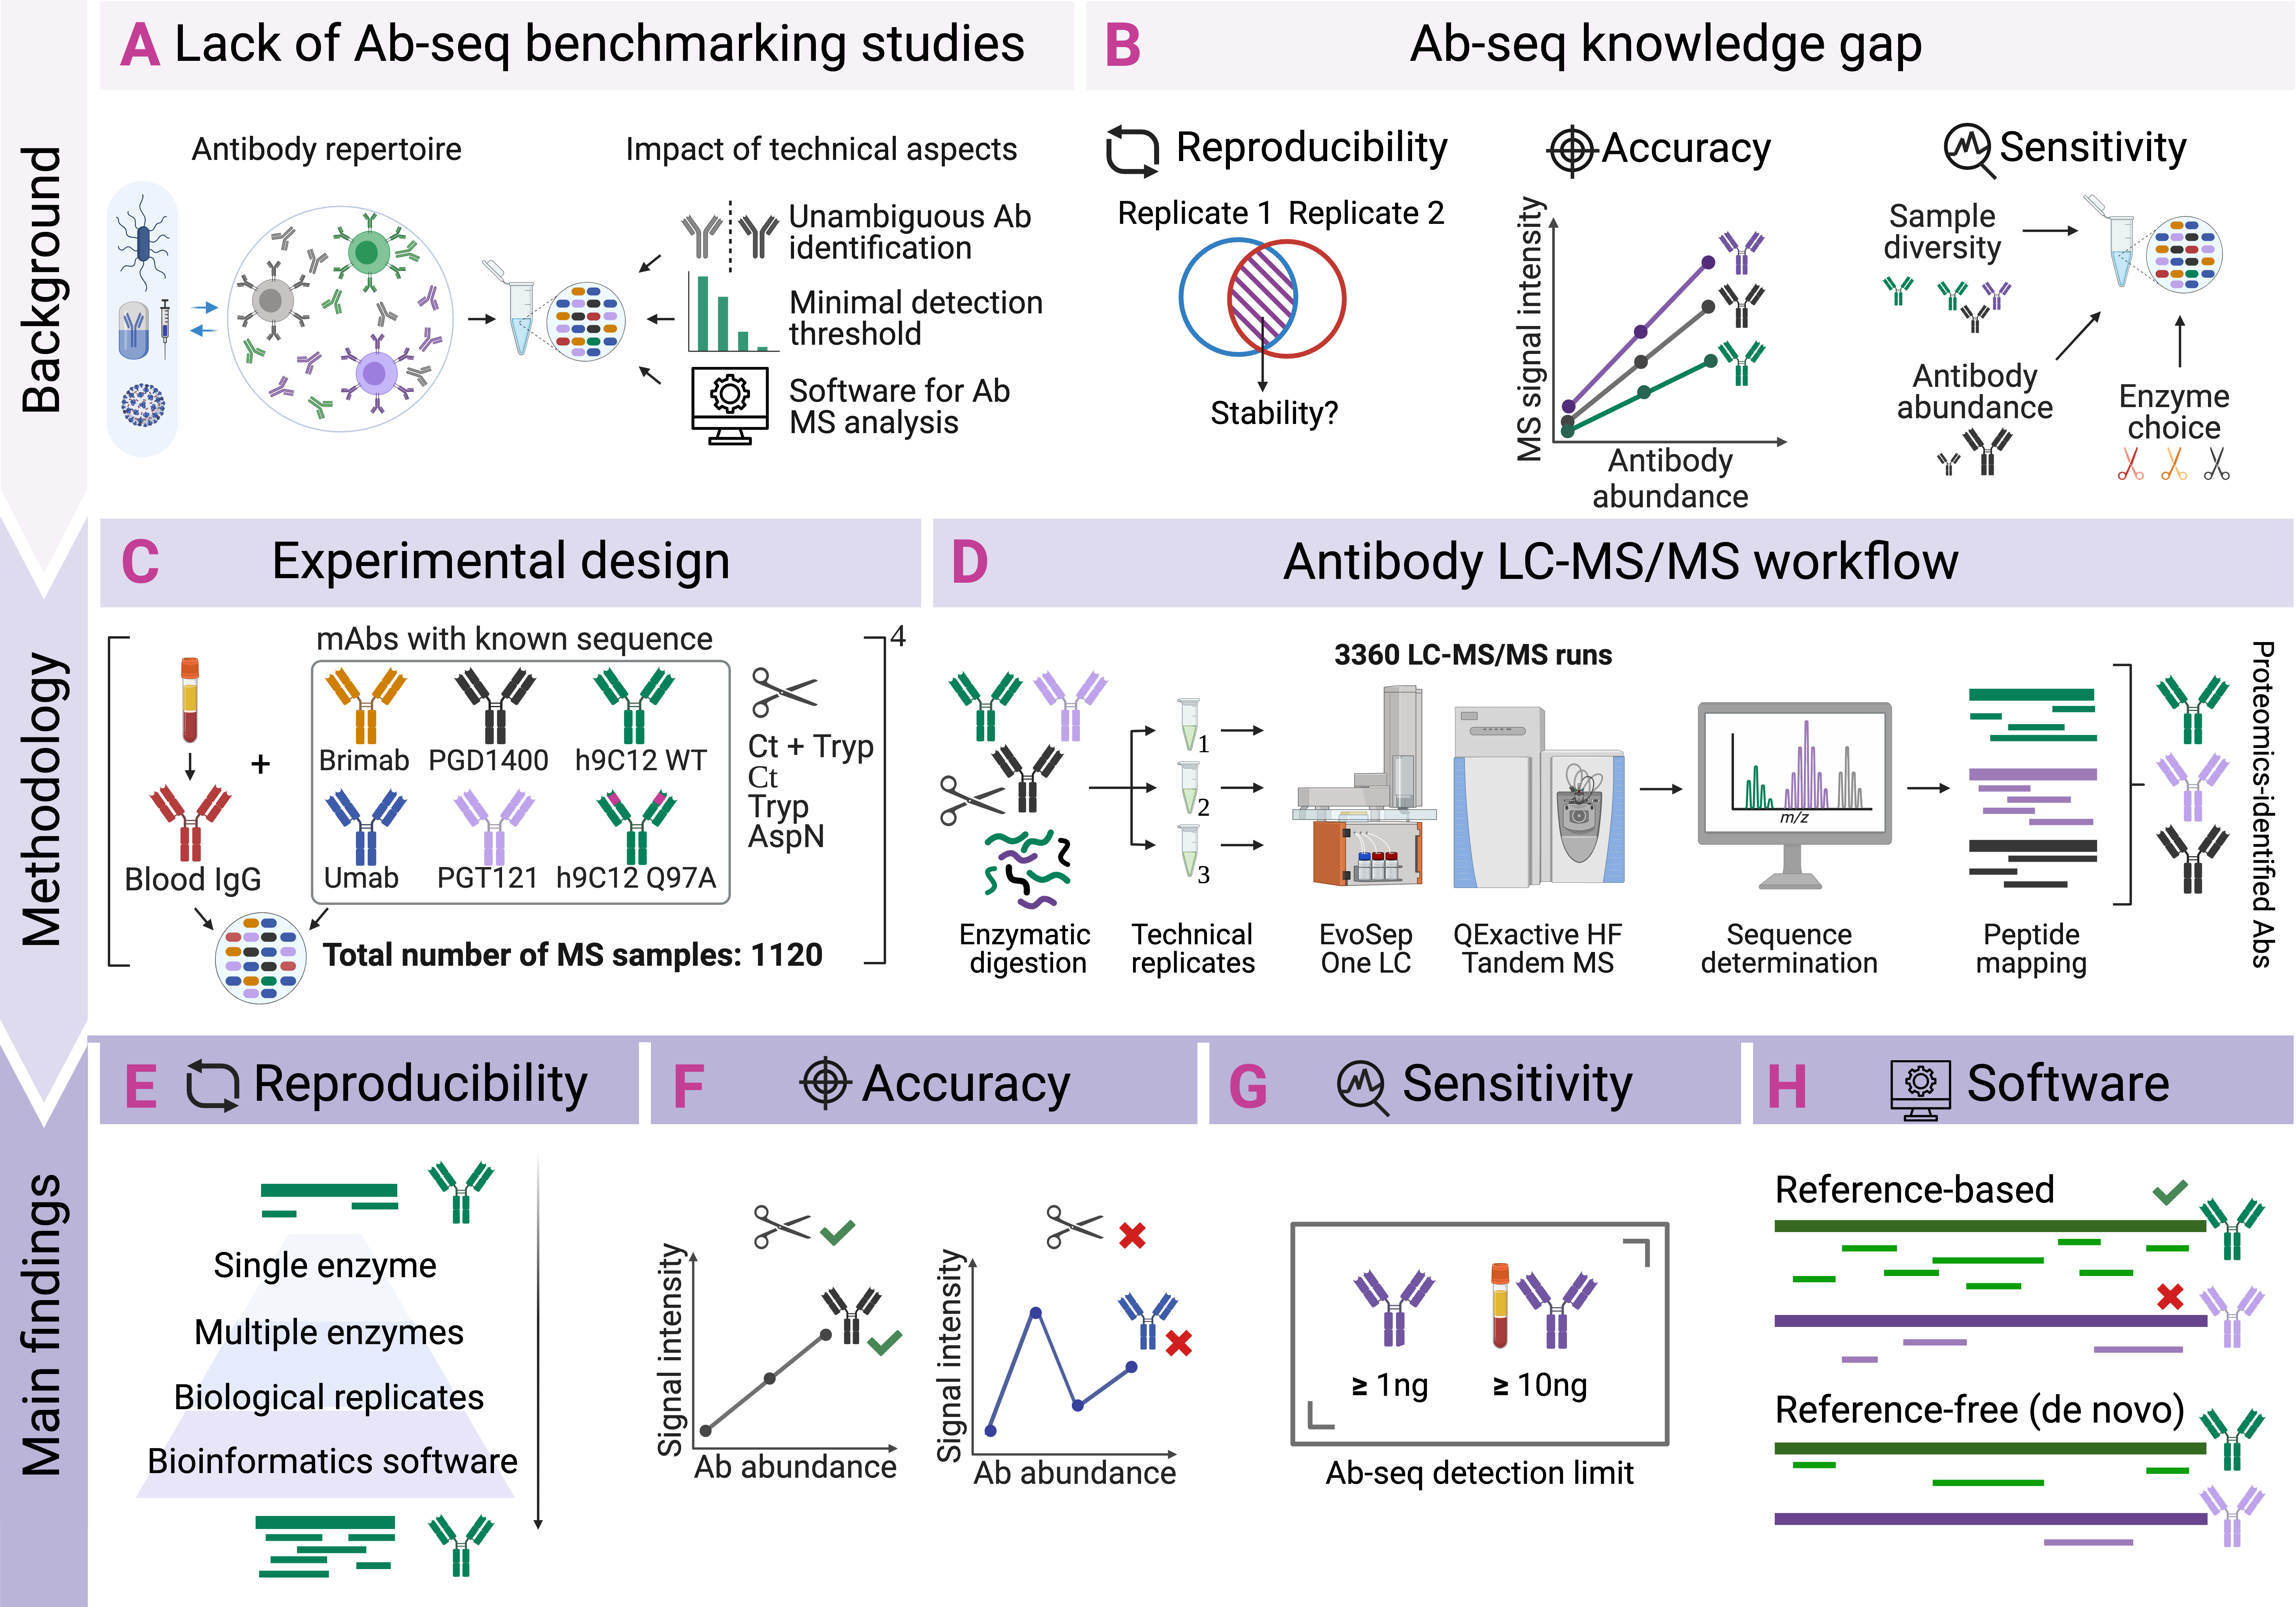 Background
A Lack of Ab-seq benchmarking studies
Antibody repertoire
Impact of technical aspects
Unambiguous Ab
identification
Minimal detection
threshold
Software for Ab
MS analysis
B Ab-seq knowledge gap
Reproducibility
Replicate 1 Replicate 2
Stability?
Accuracy
MS signal intensity
Antibody
abundance
Sensitivity
Sample
diversity
Antibody
abundance
Enzyme
choice
Methodology
C Experimental design
mAbs with known sequence
4
Brimab PGD1400 h9C12 WT
Umab PGT121 h9C12 Q97A
+
Blood IgG
Ct + Tryp
Ct
Tryp
AspN
Total number of MS samples: 1120
D Antibody LC-MS/MS workflow
3360 LC-MS/MS runs
1
2
3
m/z
Enzymatic
digestion
Technical
replicates
EvoSep
One LC
QExactive HF
Tandem MS
Sequence
determination
Peptide
mapping
Proteomics-identified Abs
Main findings
E Reproducibility
Single enzyme
Multiple enzymes
Biological replicates
Bioinformatics software
F Accuracy
Signal intensity
Ab abundance
Signal intensity
Ab abundance
G Sensitivity
≥ 1ng ≥ 10ng
Ab-seq detection limit
H Software
Reference-based
Reference-free (de novo)